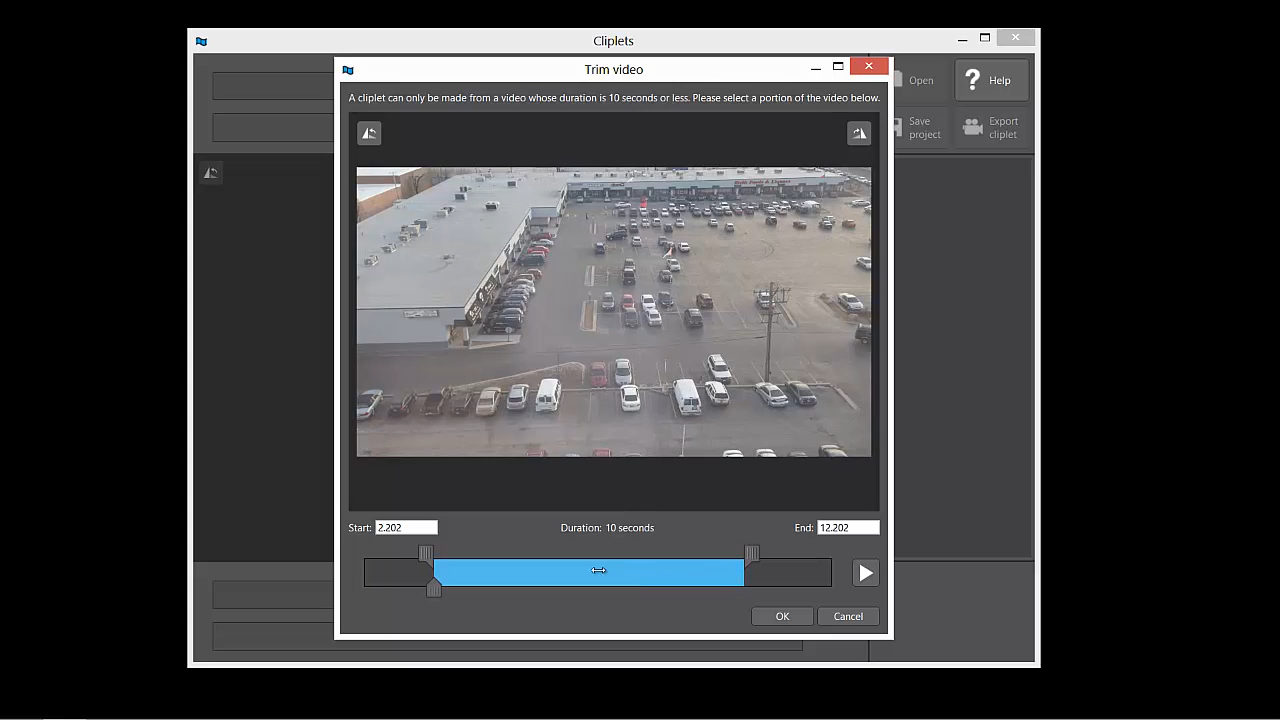 Cliplets
Trim video
A cliplet can only be made from a video whose duration is 10 seconds or less. Please select a portion of the video below.
Open
? Help
Save
project
Export
cliplet
Start: 2.202
Duration: 10 seconds
End: 12.202
OK
Cancel